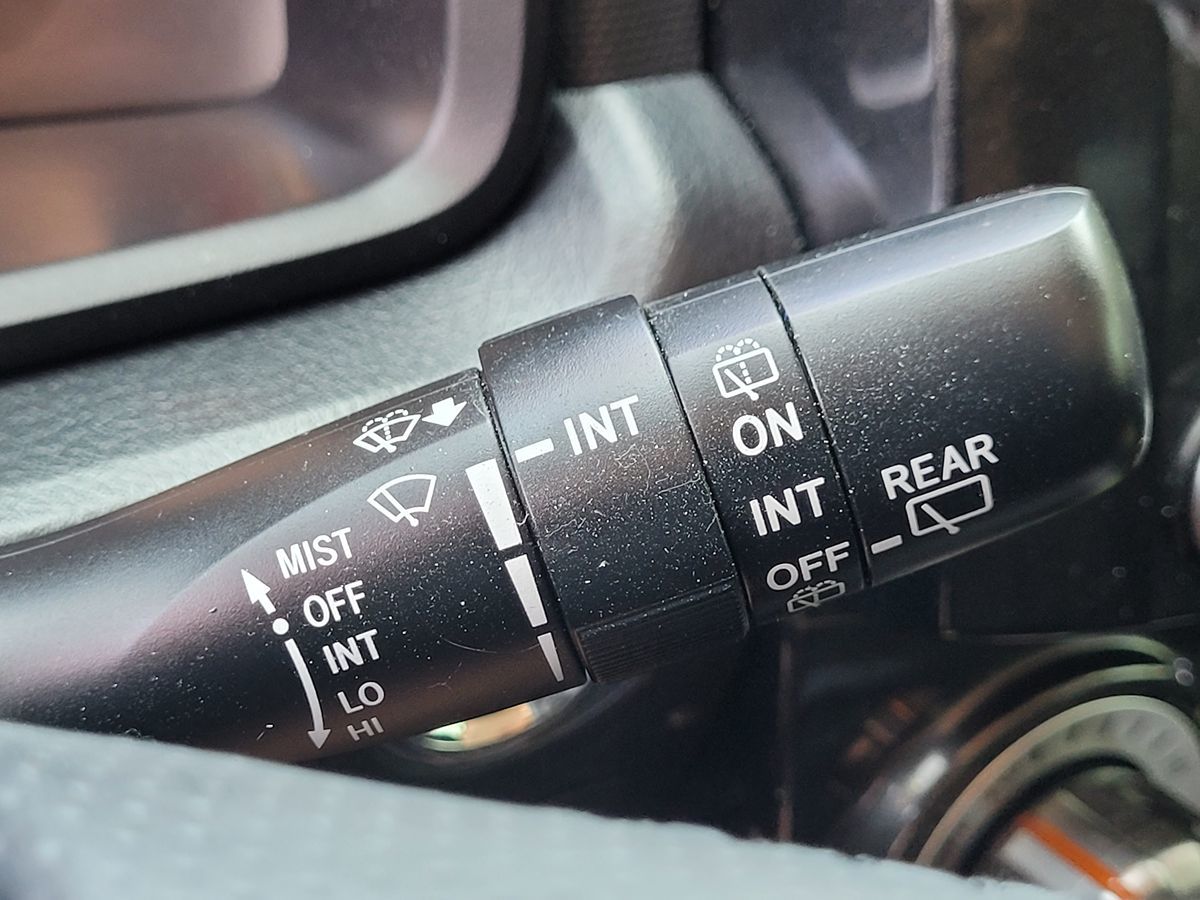 MIST
OFF
INT
LO
HI
INT
ON
INT
OFF
REAR